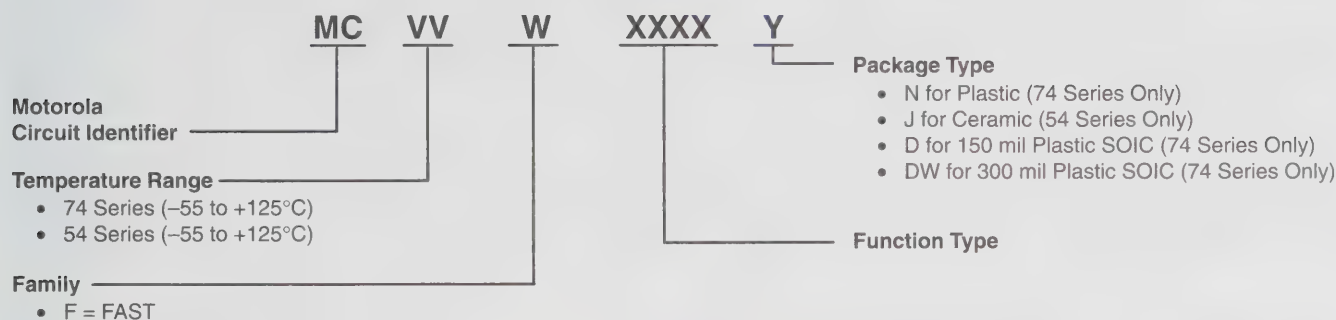 MC VV W XXXX Y
Motorola
Circuit Identifier
Temperature Range
• 74 Series (–55 to +125°C)
• 54 Series (–55 to +125°C)
Family
• F = FAST
Package Type
• N for Plastic (74 Series Only)
• J for Ceramic (54 Series Only)
• D for 150 mil Plastic SOIC (74 Series Only)
• DW for 300 mil Plastic SOIC (74 Series Only)
Function Type